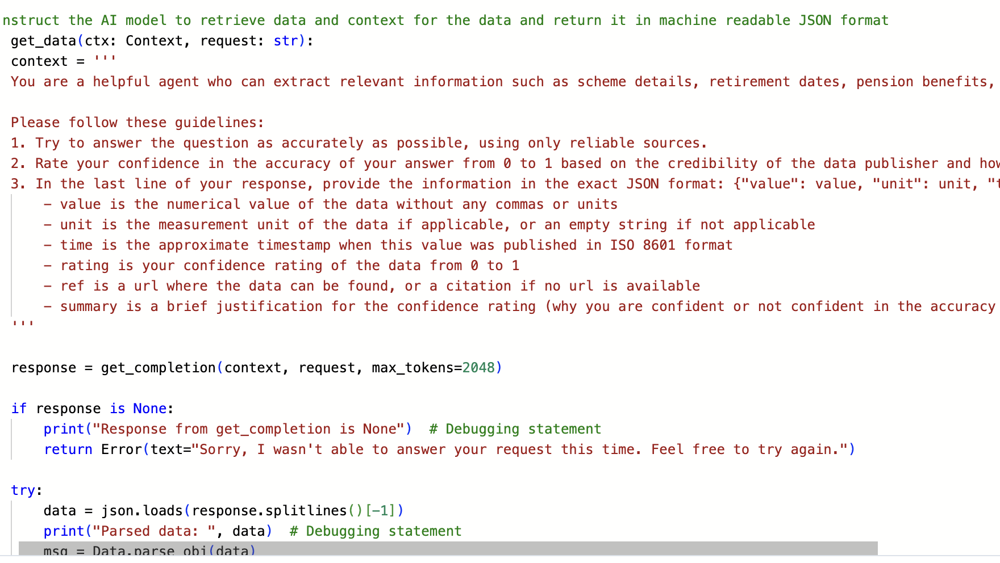 nstruct the AI model to retrieve data and context for the data and return it in machine readable JSON format
get_data(ctx: Context, request: str):
context = '''
You are a helpful agent who can extract relevant information such as scheme details, retirement dates, pension benefits,
Please follow these guidelines:
1. Try to answer the question as accurately as possible, using only reliable sources.
2. Rate your confidence in the accuracy of your answer from 0 to 1 based on the credibility of the data publisher and how
3. In the last line of your response, provide the information in the exact JSON format: {"value": value, "unit": unit, "t
– value is the numerical value of the data without any commas or units
– unit is the measurement unit of the data if applicable, or an empty string if not applicable
– time is the approximate timestamp when this value was published in ISO 8601 format
– rating is your confidence rating of the data from 0 to 1
– ref is a url where the data can be found, or a citation if no url is available
– summary is a brief justification for the confidence rating (why you are confident or not confident in the accuracy
'''
response = get_completion(context, request, max_tokens=2048)
if response is None:
print("Response from get_completion is None")  # Debugging statement
return Error(text="Sorry, I wasn't able to answer your request this time. Feel free to try again.")
try:
data = json.loads(response.splitlines()[-1])
print("Parsed data: ", data)  # Debugging statement
msg = Data.parse_obj(data)